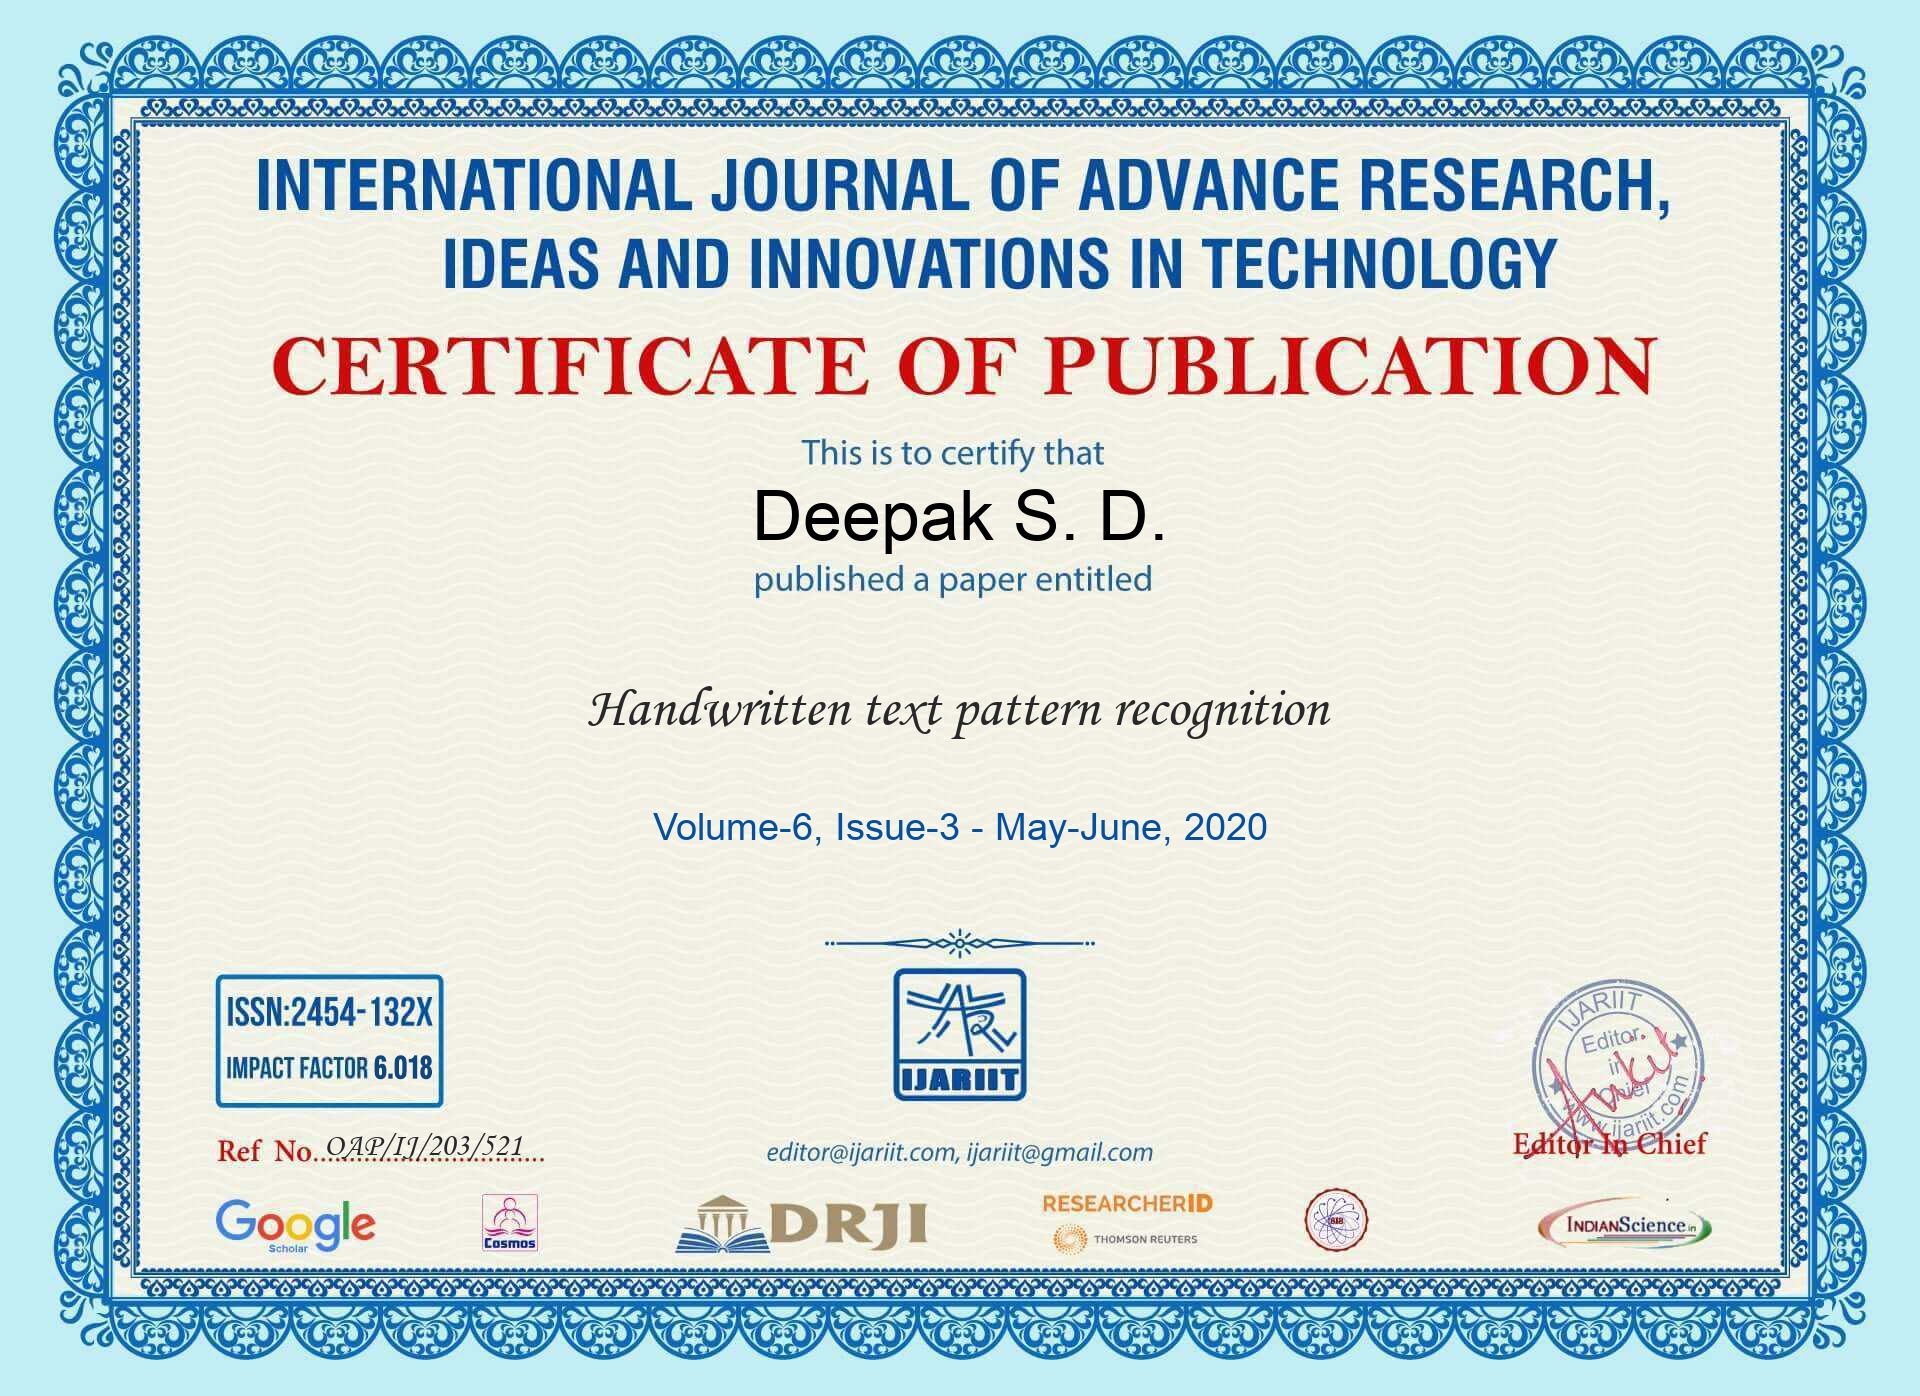 INTERNATIONAL JOURNAL OF ADVANCE RESEARCH,
IDEAS AND INNOVATIONS IN TECHNOLOGY
CERTIFICATE OF PUBLICATION
This is to certify that
Deepak S. D.
published a paper entitled
Handwritten text pattern recognition
Volume-6, Issue-3 - May-June, 2020
ISSN:2454-132X
IMPACT FACTOR 6.018
IJARIIT
IJARIIT
Editor
in
Chief
www.ijariit.com
Ankit
Ref No. OAP/IJ/203/521
editor@ijariit.com, ijariit@gmail.com
Editor In Chief
Google
Scholar
Cosmos
DRJI
RESEARCHERID
THOMSON REUTERS
INDIANScience.in